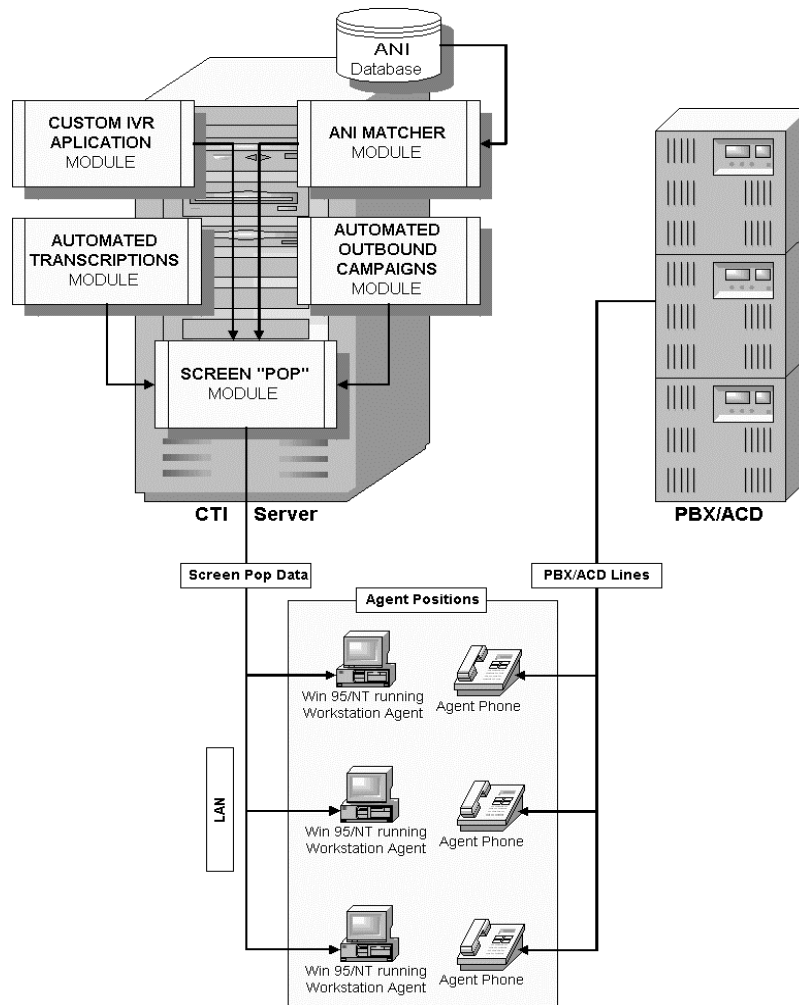 ANI
Database
CUSTOM IVR
APLICATION
MODULE
ANI MATCHER
MODULE
AUTOMATED
TRANSCRIPTIONS
MODULE
AUTOMATED
OUTBOUND
CAMPAIGNS
MODULE
SCREEN "POP"
MODULE
CTI Server
PBX/ACD
Screen Pop Data
PBX/ACD Lines
Agent Positions
Win 95/NT running
Workstation Agent
Agent Phone
LAN
Win 95/NT running
Workstation Agent
Agent Phone
Win 95/NT running
Workstation Agent
Agent Phone